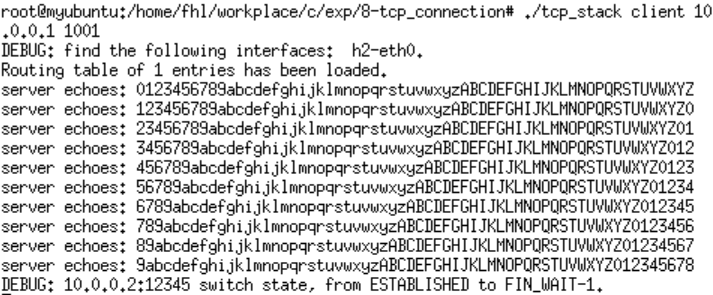 root@myubuntu:/home/fhl/workplace/c/exp/8-tcp_connection# ./tcp_stack client 10
.0.0.1 1001
DEBUG: find the following interfaces:  h2-eth0.
Routing table of 1 entries has been loaded.
server echoes: 0123456789abcdefghijklmnopqrstuvwxyzABCDEFGHIJKLMNOPQRSTUVWXYZ
server echoes: 123456789abcdefghijklmnopqrstuvwxyzABCDEFGHIJKLMNOPQRSTUVWXYZ0
server echoes: 23456789abcdefghijklmnopqrstuvwxyzABCDEFGHIJKLMNOPQRSTUVWXYZ01
server echoes: 3456789abcdefghijklmnopqrstuvwxyzABCDEFGHIJKLMNOPQRSTUVWXYZ012
server echoes: 456789abcdefghijklmnopqrstuvwxyzABCDEFGHIJKLMNOPQRSTUVWXYZ0123
server echoes: 56789abcdefghijklmnopqrstuvwxyzABCDEFGHIJKLMNOPQRSTUVWXYZ01234
server echoes: 6789abcdefghijklmnopqrstuvwxyzABCDEFGHIJKLMNOPQRSTUVWXYZ012345
server echoes: 789abcdefghijklmnopqrstuvwxyzABCDEFGHIJKLMNOPQRSTUVWXYZ0123456
server echoes: 89abcdefghijklmnopqrstuvwxyzABCDEFGHIJKLMNOPQRSTUVWXYZ01234567
server echoes: 9abcdefghijklmnopqrstuvwxyzABCDEFGHIJKLMNOPQRSTUVWXYZ012345678
DEBUG: 10.0.0.2:12345 switch state, from ESTABLISHED to FIN_WAIT-1.